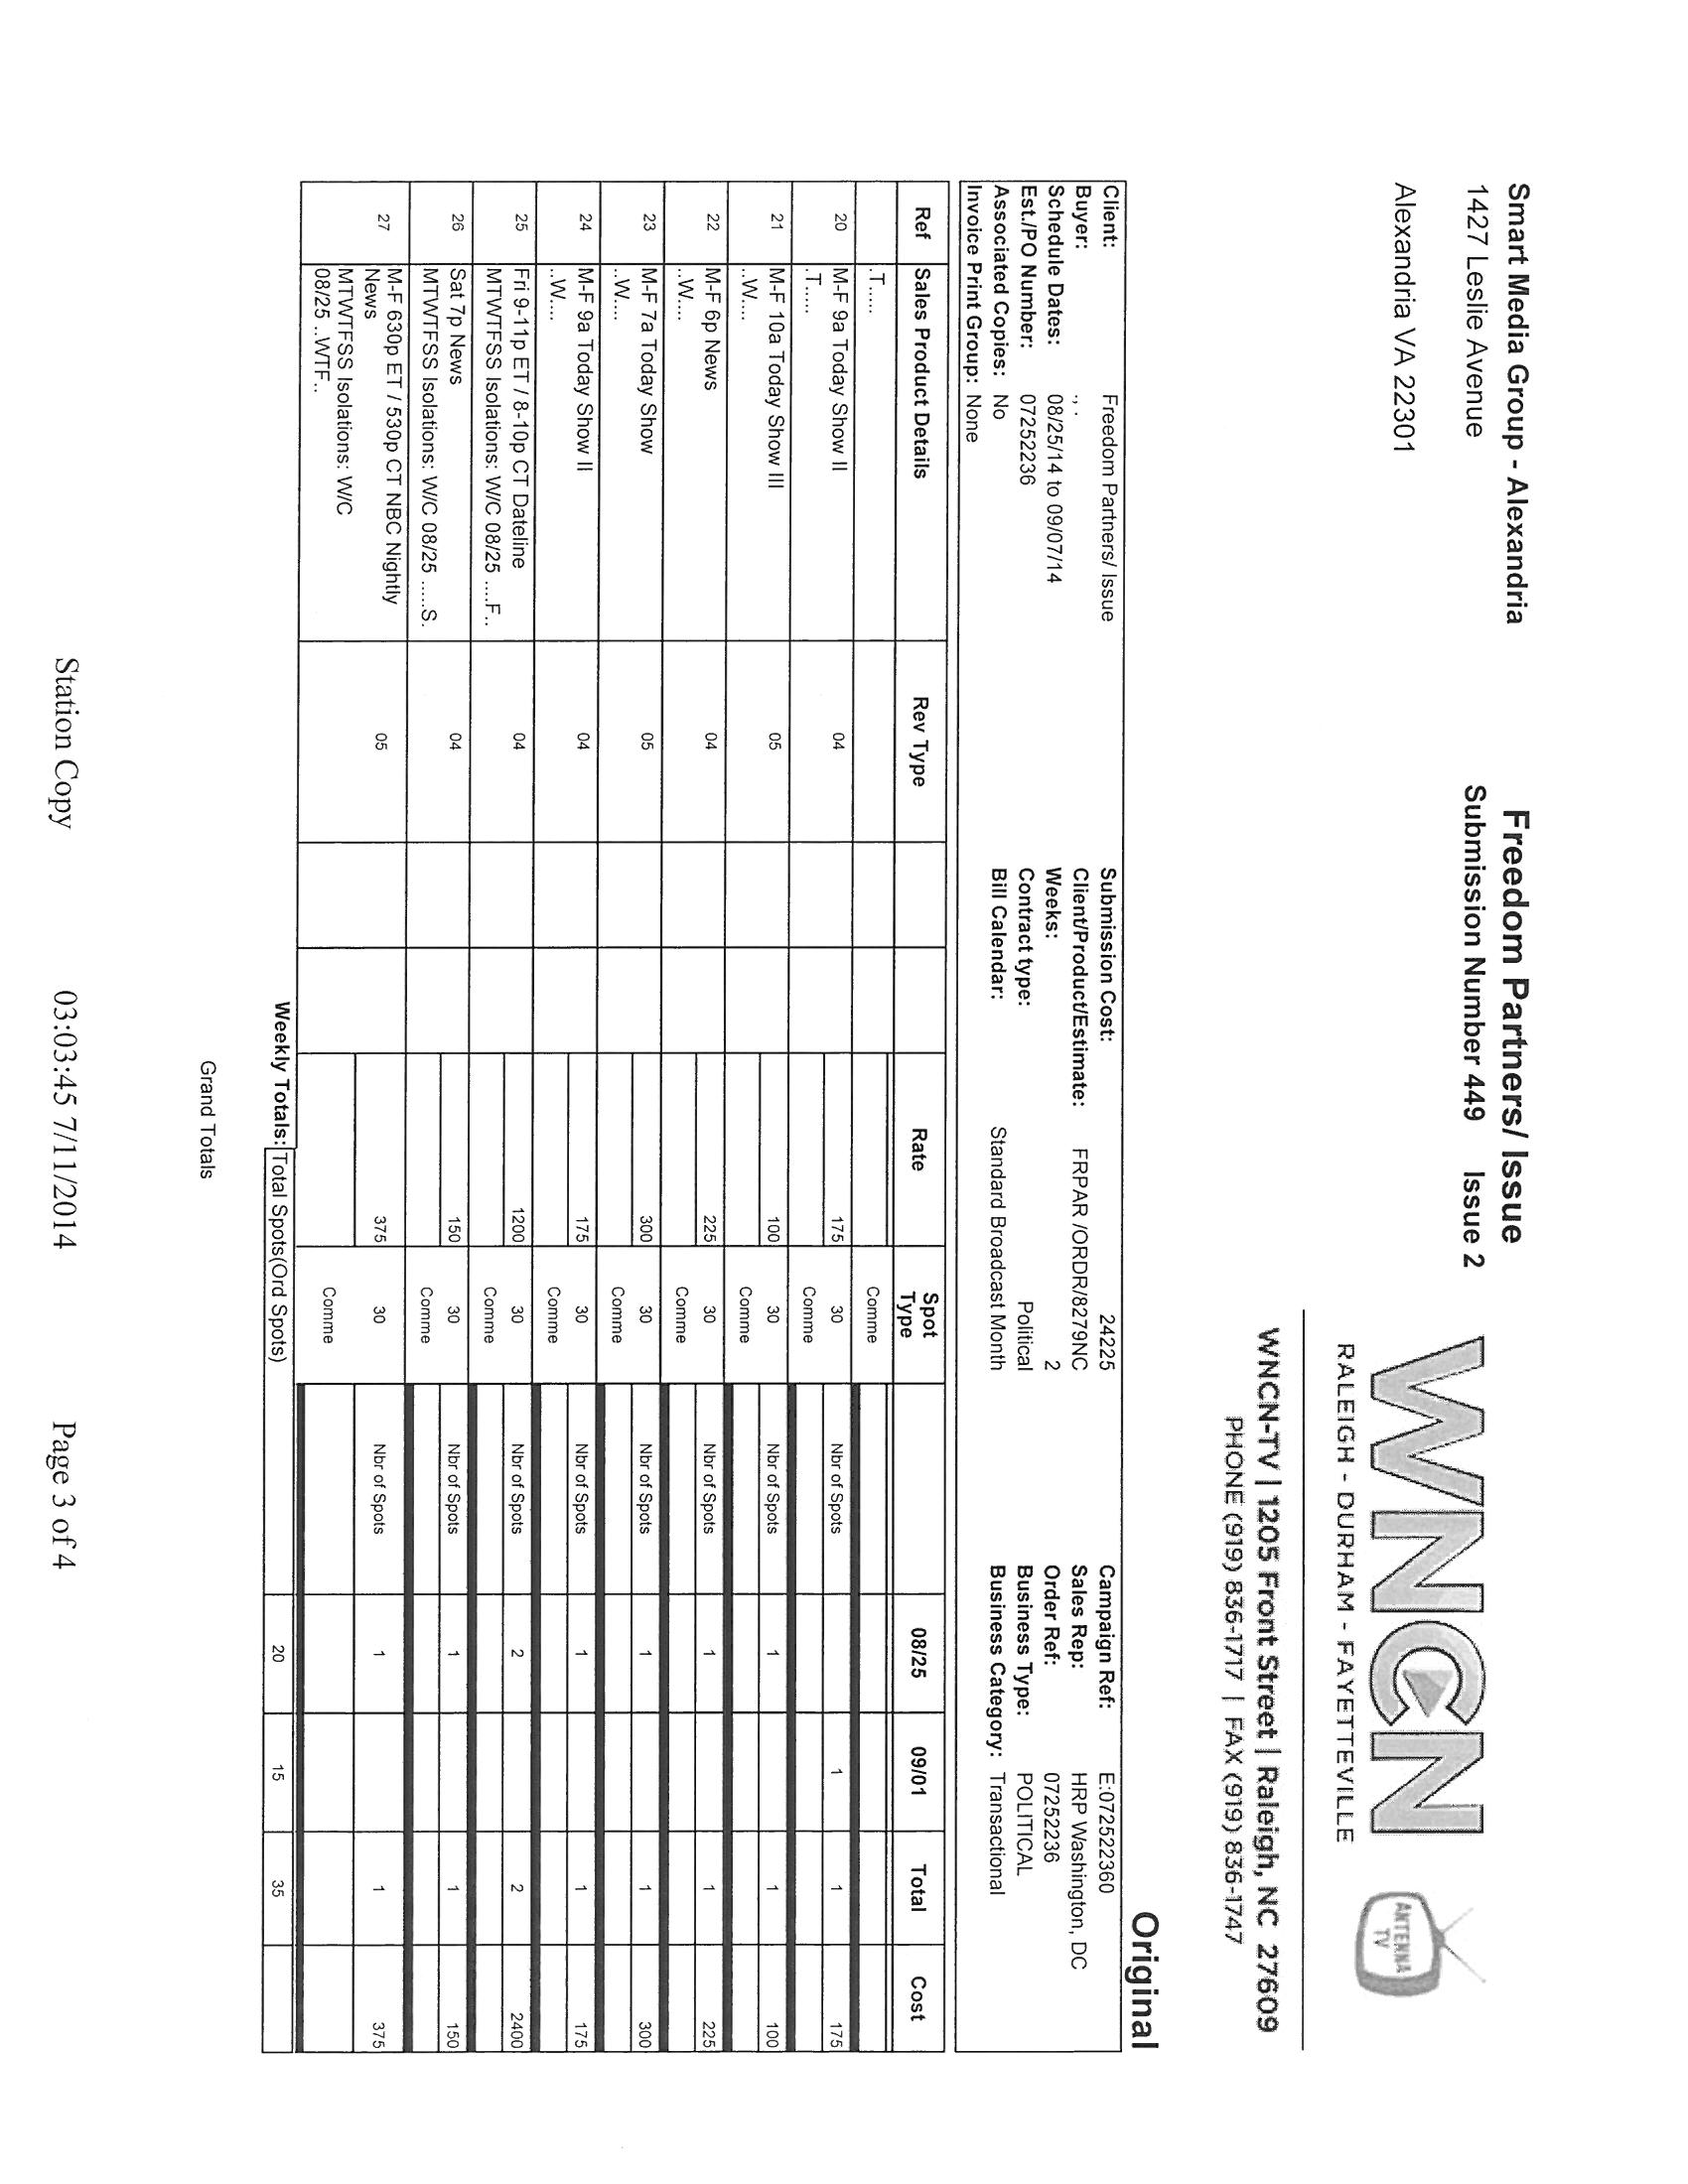 Smart Media Group - Alexandria
1427 Leslie Avenue
Alexandria VA 22301
Freedom Partners/ Issue
Submission Number 449 Issue 2
WNCN
RALEIGH - DURHAM - FAYETTEVILLE
ANTENNA
TV
WNCN-TV | 1205 Front Street | Raleigh, NC 27609
PHONE (919) 836-1717 | FAX (919) 836-1747
Original
Client: Freedom Partners/ Issue Submission Cost: 24225 Campaign Ref: E:072522360
Buyer: ., . Client/Product/Estimate: FRPAR /ORDR/8279NC Sales Rep: HRP Washington, DC
Schedule Dates: 08/25/14 to 09/07/14 Weeks: 2 Order Ref: 07252236
Est./PO Number: 07252236 Contract type: Political Business Type: POLITICAL
Associated Copies: No Bill Calendar: Standard Broadcast Month Business Category: Transactional
Invoice Print Group: None
Ref Sales Product Details Rev Type Rate Spot Type 08/25 09/01 Total Cost
.T..... Comme
20 M-F 9a Today Show II 04 175 30 Nbr of Spots 1 1 175
.T..... Comme
21 M-F 10a Today Show III 05 100 30 Nbr of Spots 1 1 100
..W.... Comme
22 M-F 6p News 04 225 30 Nbr of Spots 1 1 225
..W.... Comme
23 M-F 7a Today Show 05 300 30 Nbr of Spots 1 1 300
..W.... Comme
24 M-F 9a Today Show II 04 175 30 Nbr of Spots 1 1 175
..W.... Comme
25 Fri 9-11p ET / 8-10p CT Dateline 04 1200 30 Nbr of Spots 2 2 2400
MTWTFSS Isolations: W/C 08/25 ....F.. Comme
26 Sat 7p News 04 150 30 Nbr of Spots 1 1 150
MTWTFSS Isolations: W/C 08/25 .....S. Comme
27 M-F 630p ET / 530p CT NBC Nightly 05 375 30 Nbr of Spots 1 1 375
News
MTWTFSS Isolations: W/C Comme
08/25 ..WTF..
Weekly Totals: Total Spots(Ord Spots) 20 15 35
Grand Totals
Station Copy 03:03:45 7/11/2014 Page 3 of 4